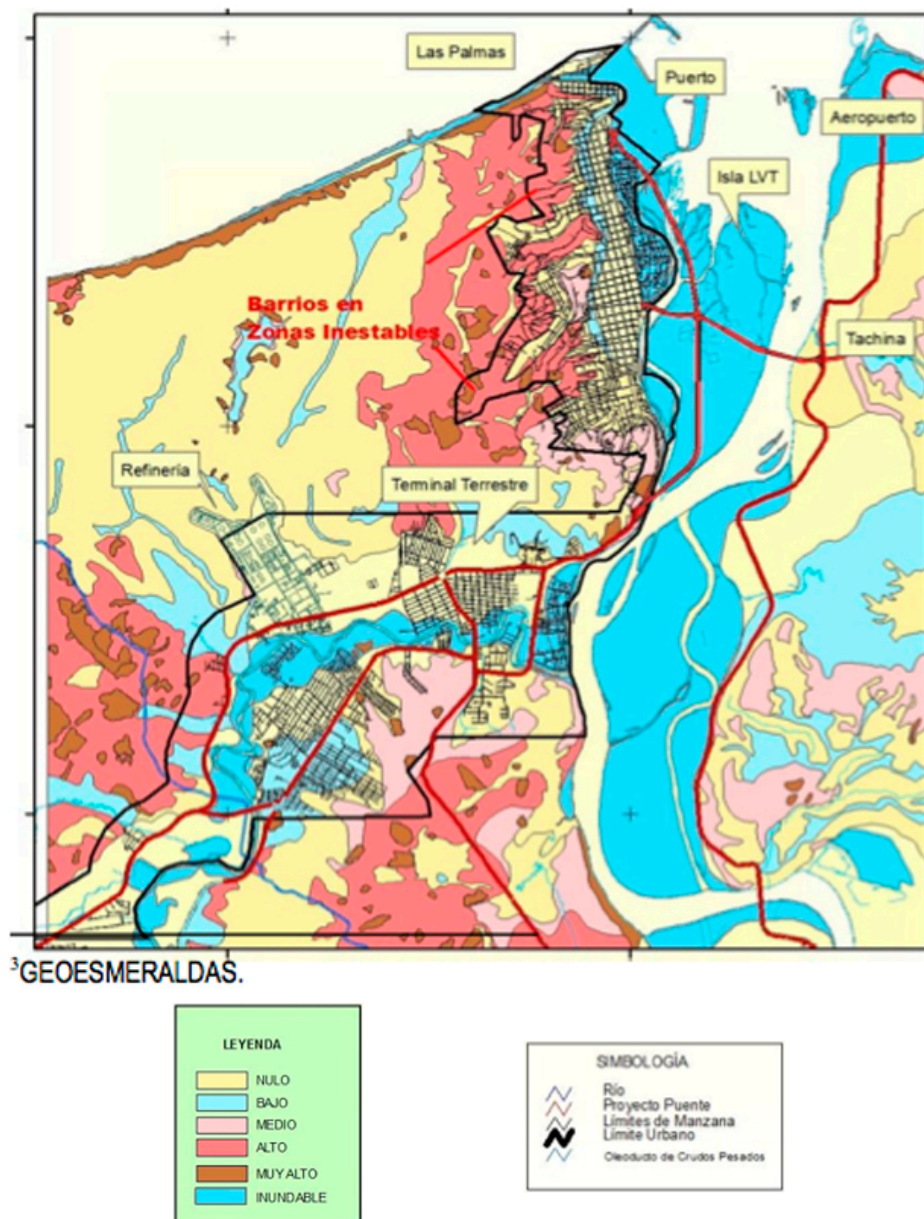 Las Palmas
Puerto
Aeropuerto
Isla LVT
Barrios en
Zonas Inestables
Tachina
Refinería
Terminal Terrestre
³GEOESMERALDAS.
LEYENDA
NULO
BAJO
MEDIO
ALTO
MUY ALTO
INUNDABLE
SIMBOLOGÍA
Río
Proyecto Puente
Límites de Manzana
Límite Urbano
Oleoducto de Crudos Pesados